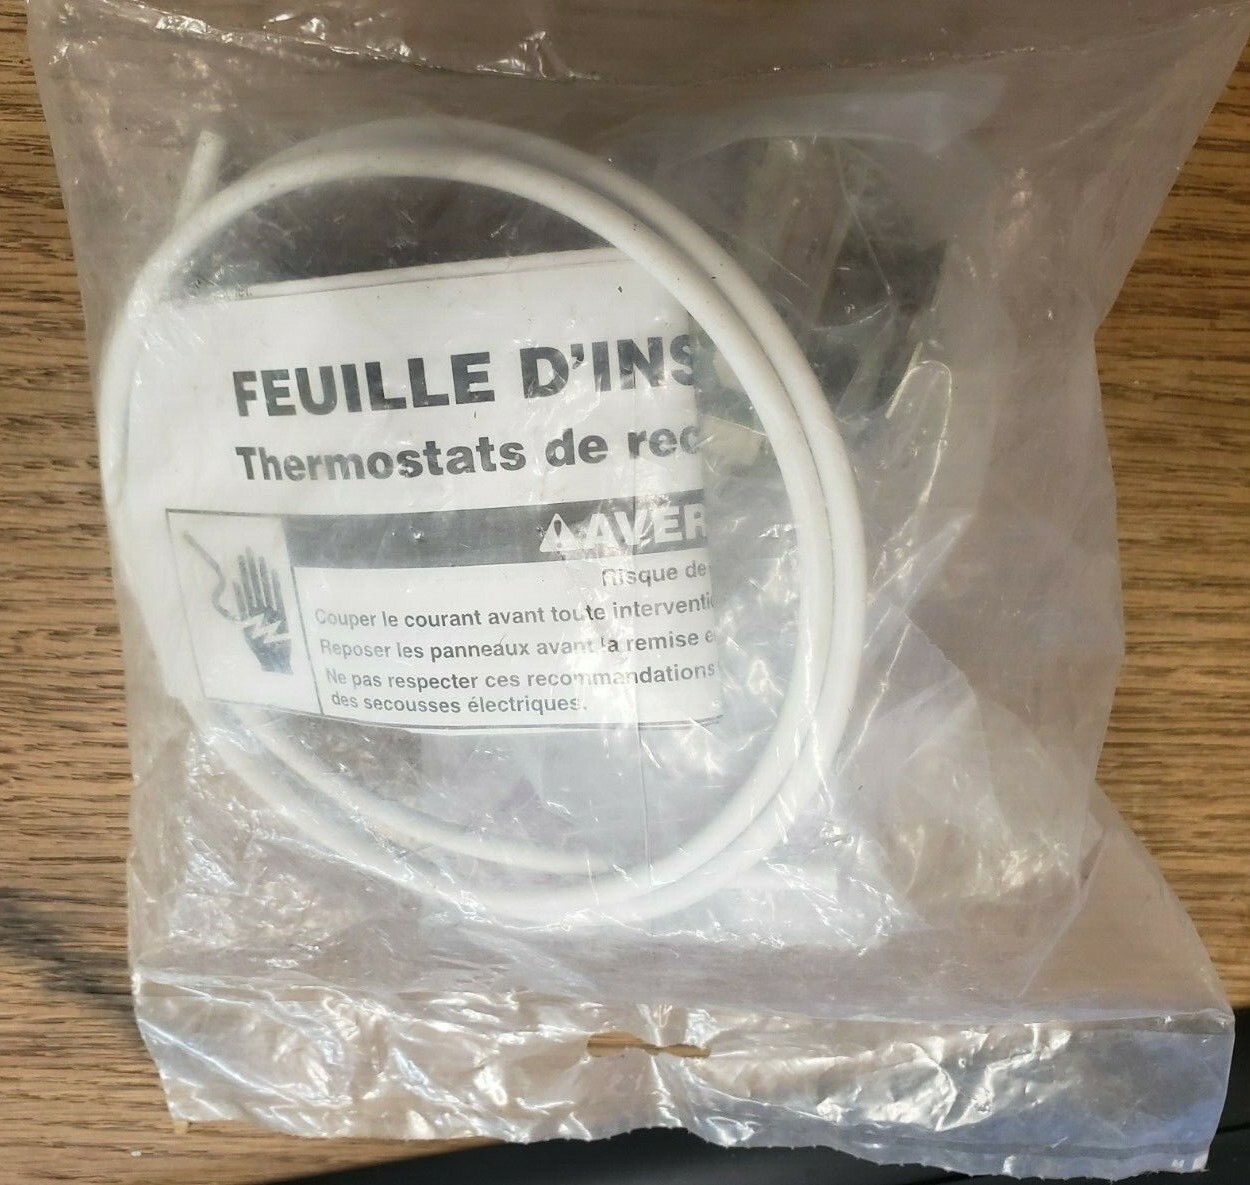 FEUILLE D'INS
Thermostats de rec
AVER
Risque de
Couper le courant avant toute interventi
Reposer les panneaux avant la remise e
Ne pas respecter ces recommandations
des secousses électriques.